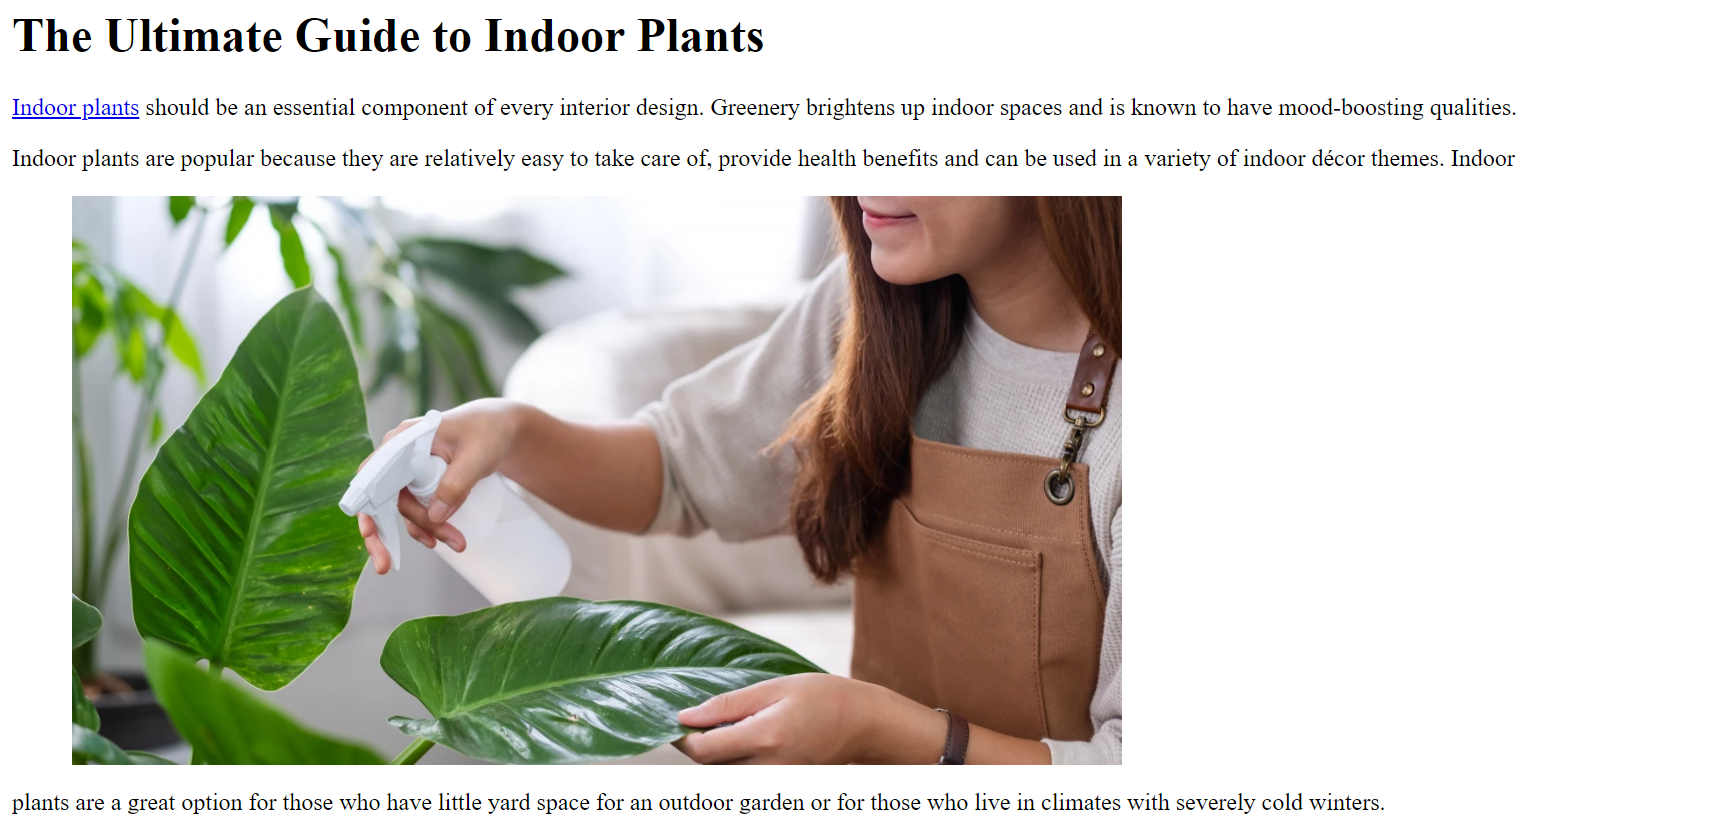 The Ultimate Guide to Indoor Plants
Indoor plants should be an essential component of every interior design. Greenery brightens up indoor spaces and is known to have mood-boosting qualities.
Indoor plants are popular because they are relatively easy to take care of, provide health benefits and can be used in a variety of indoor décor themes. Indoor
plants are a great option for those who have little yard space for an outdoor garden or for those who live in climates with severely cold winters.